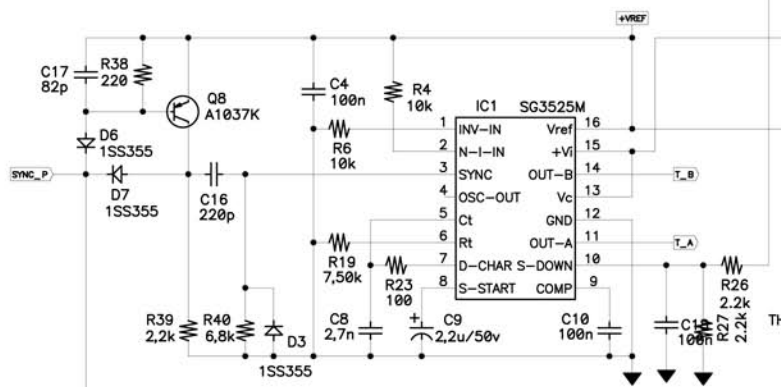 +VREF
C17
82p
R38
220
Q8
A1037K
C4
100n
R4
10k
IC1 SG3525M
D6
1SS355
SYNC_P
D7
1SS355
C16
220p
R6
10k
1 INV-IN Vref 16
2 N-I-IN +Vi 15
3 SYNC OUT-B 14
4 OSC-OUT Vc 13
5 Ct GND 12
6 Rt OUT-A 11
7 D-CHAR S-DOWN 10
8 S-START COMP 9
T_B
T_A
R19
7,50k
R23
100
R26
2.2k
R39
2,2k
R40
6,8k
D3
1SS355
C8
2,7n
+
C9
2,2u/50v
C10
100n
100n
R27
2.2k